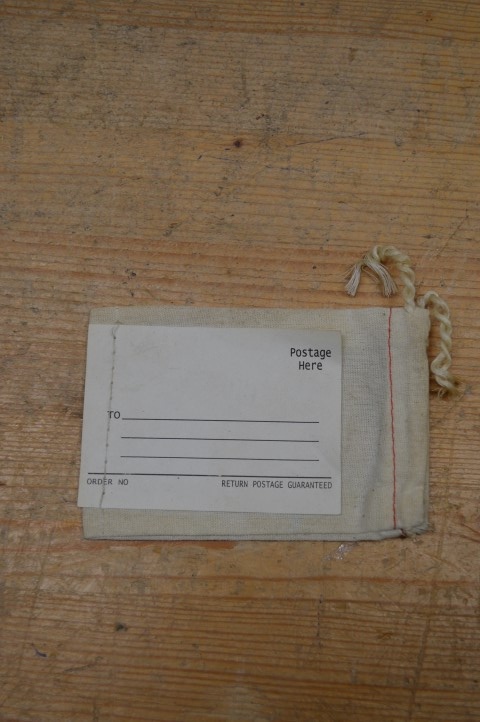 Postage
Here
TO
ORDER NO RETURN POSTAGE GUARANTEED